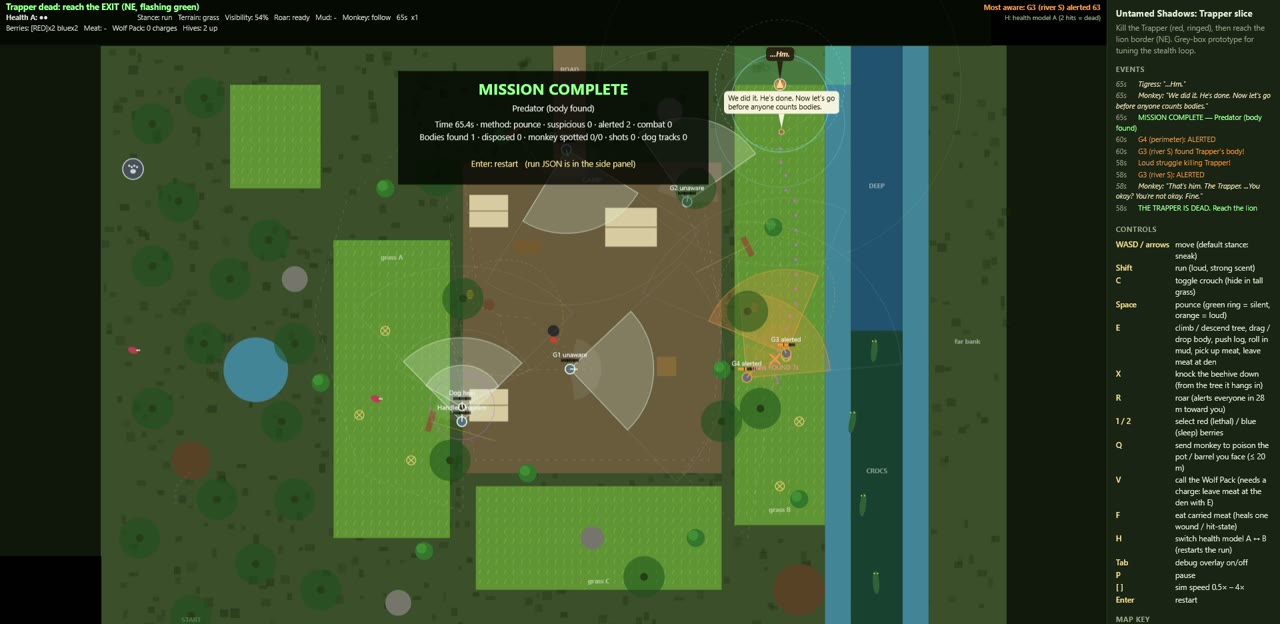 Trapper dead: reach the EXIT (NE, flashing green)
Health A: ●● Stance: run Terrain: grass Visibility: 54% Roar: ready Mud: - Monkey: follow 65s x1
Berries: [RED]x2 bluex2 Meat: - Wolf Pack: 0 charges Hives: 2 up
Most aware: G3 (river S) alerted 63
H: health model A (2 hits = dead)
ROAD
MISSION COMPLETE
Predator (body found)
Time 65.4s · method: pounce · suspicious 0 · alerted 2 · combat 0
Bodies found 1 · disposed 0 · monkey spotted 0/0 · shots 0 · dog tracks 0
Enter: restart (run JSON is in the side panel)
...Hm.
We did it. He's done. Now let's go
before anyone counts bodies.
G2 unaware
DEEP
grass A
G1 unaware
G3 alerted
G4 alerted
far bank
CROCS
grass B
grass C
START
Untamed Shadows: Trapper slice
Kill the Trapper (red, ringed), then reach the
lion border (NE). Grey-box prototype for
tuning the stealth loop.
EVENTS
65s Tigress: "...Hm."
65s Monkey: "We did it. He's done. Now let's go
before anyone counts bodies."
65s MISSION COMPLETE — Predator (body
found)
60s G4 (perimeter): ALERTED
60s G3 (river S) found Trapper's body!
58s Loud struggle killing Trapper!
58s G3 (river S): ALERTED
58s Monkey: "That's him. The Trapper. ...You
okay? You're not okay. Fine."
58s THE TRAPPER IS DEAD. Reach the lion
CONTROLS
WASD / arrows move (default stance:
sneak)
Shift run (loud, strong scent)
C toggle crouch (hide in tall
grass)
Space pounce (green ring = silent,
orange = loud)
E climb / descend tree, drag /
drop body, push log, roll in
mud, pick up meat, leave
meat at den
X knock the beehive down
(from the tree it hangs in)
R roar (alerts everyone in 28
m toward you)
1 / 2 select red (lethal) / blue
(sleep) berries
Q send monkey to poison the
pot / barrel you face (≤ 20
m)
V call the Wolf Pack (needs a
charge: leave meat at the
den with E)
F eat carried meat (heals one
wound / hit-state)
H switch health model A ↔ B
(restarts the run)
Tab debug overlay on/off
P pause
[ ] sim speed 0.5× – 4×
Enter restart
MAP KEY